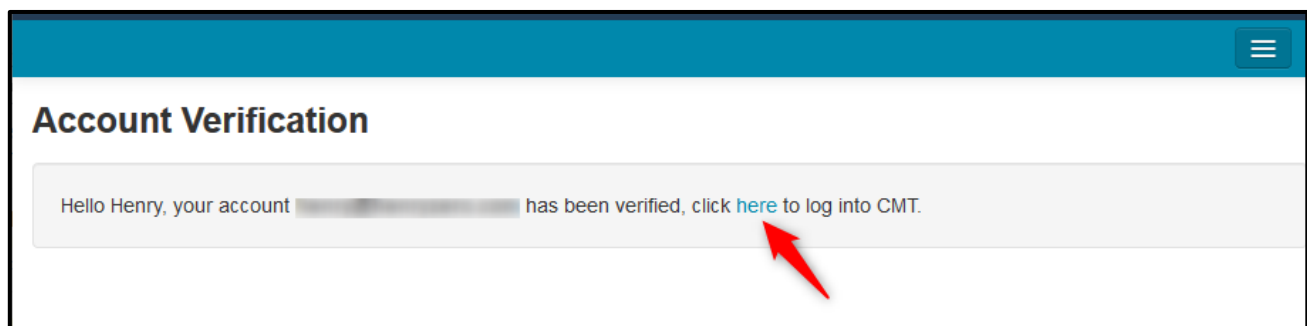 Account Verification
Hello Henry, your account has been verified, click here to log into CMT.